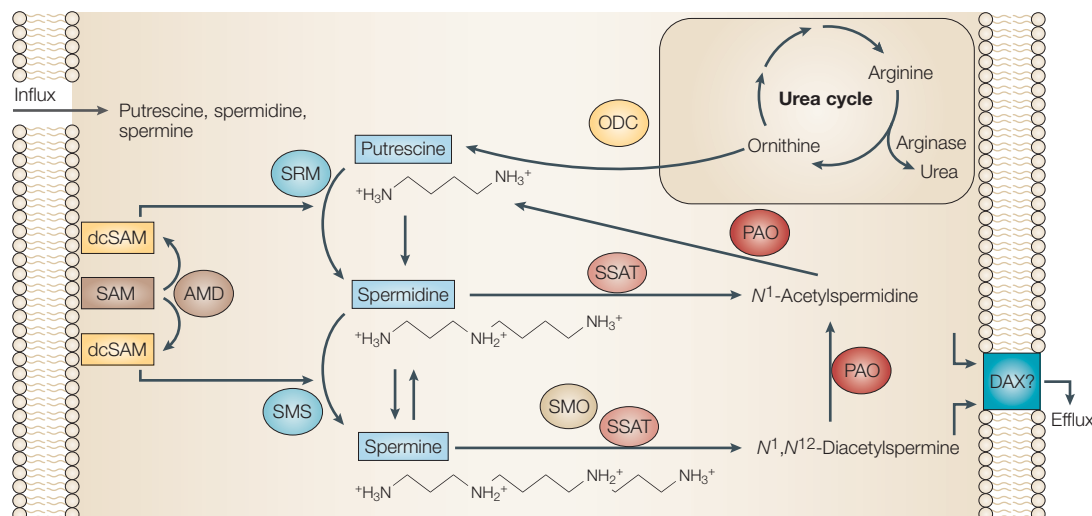 Influx
Putrescine, spermidine,
spermine
Urea cycle
Arginine
Ornithine
Arginase
Urea
ODC
Putrescine
⁺H₃N
NH₃⁺
SRM
dcSAM
SAM
AMD
dcSAM
PAO
SSAT
Spermidine
N¹-Acetylspermidine
⁺H₃N
NH₂⁺
NH₃⁺
SMS
SMO
SSAT
PAO
DAX?
Efflux
Spermine
N¹,N¹²-Diacetylspermine
⁺H₃N
NH₂⁺
NH₂⁺
NH₃⁺